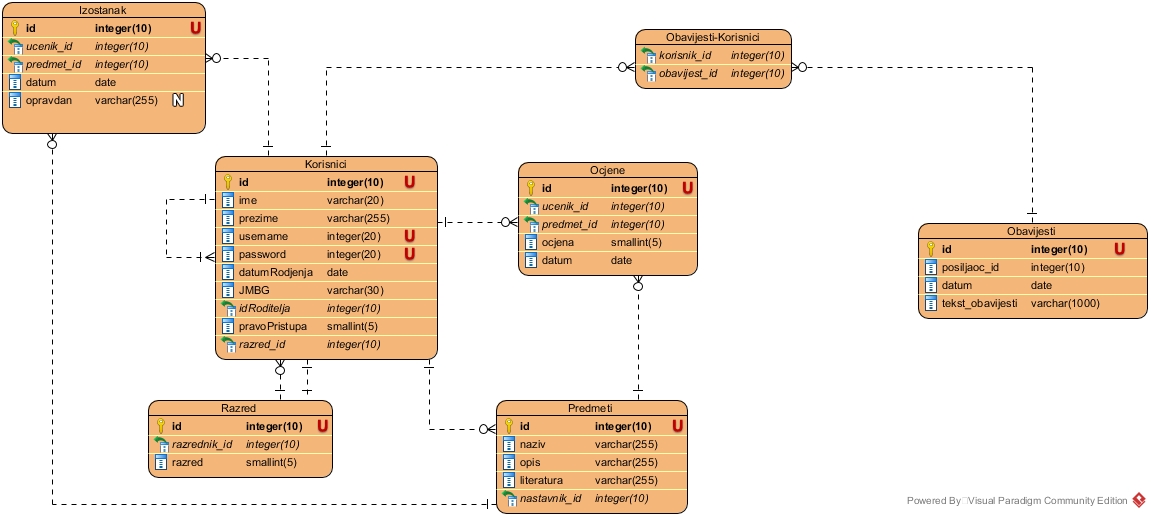 Izostanak
id integer(10) U
ucenik_id integer(10)
predmet_id integer(10)
datum date
opravdan varchar(255) N
Obavijesti-Korisnici
korisnik_id integer(10)
obavijest_id integer(10)
Korisnici
id integer(10) U
ime varchar(20)
prezime varchar(255)
username integer(20) U
password integer(20) U
datumRodjenja date
JMBG varchar(30)
idRoditelja integer(10)
pravoPristupa smallint(5)
razred_id integer(10)
Ocjene
id integer(10) U
ucenik_id integer(10)
predmet_id integer(10)
ocjena smallint(5)
datum date
Obavijesti
id integer(10) U
posiljaoc_id integer(10)
datum date
tekst_obavijesti varchar(1000)
Razred
id integer(10) U
razrednik_id integer(10)
razred smallint(5)
Predmeti
id integer(10) U
naziv varchar(255)
opis varchar(255)
literatura varchar(255)
nastavnik_id integer(10)
Powered By Visual Paradigm Community Edition